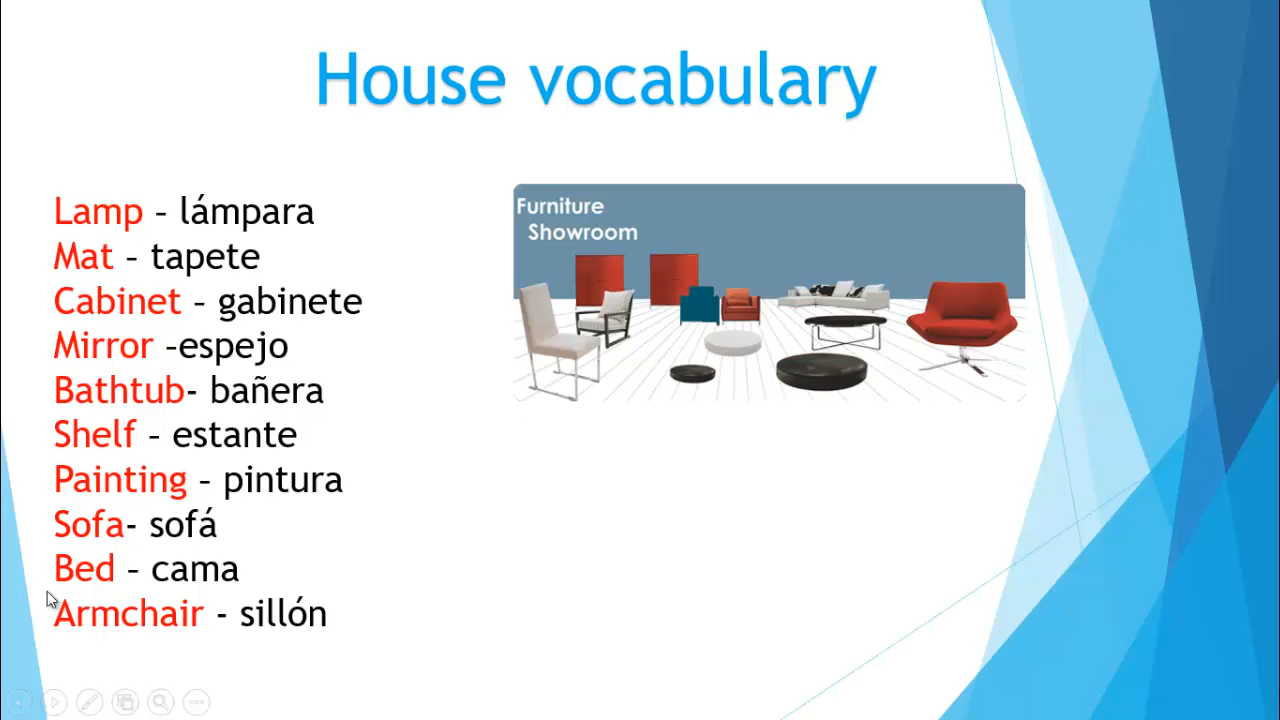 House vocabulary
Lamp – lámpara
Mat – tapete
Cabinet – gabinete
Mirror –espejo
Bathtub- bañera
Shelf – estante
Painting – pintura
Sofa- sofá
Bed – cama
Armchair - sillón
Furniture
Showroom